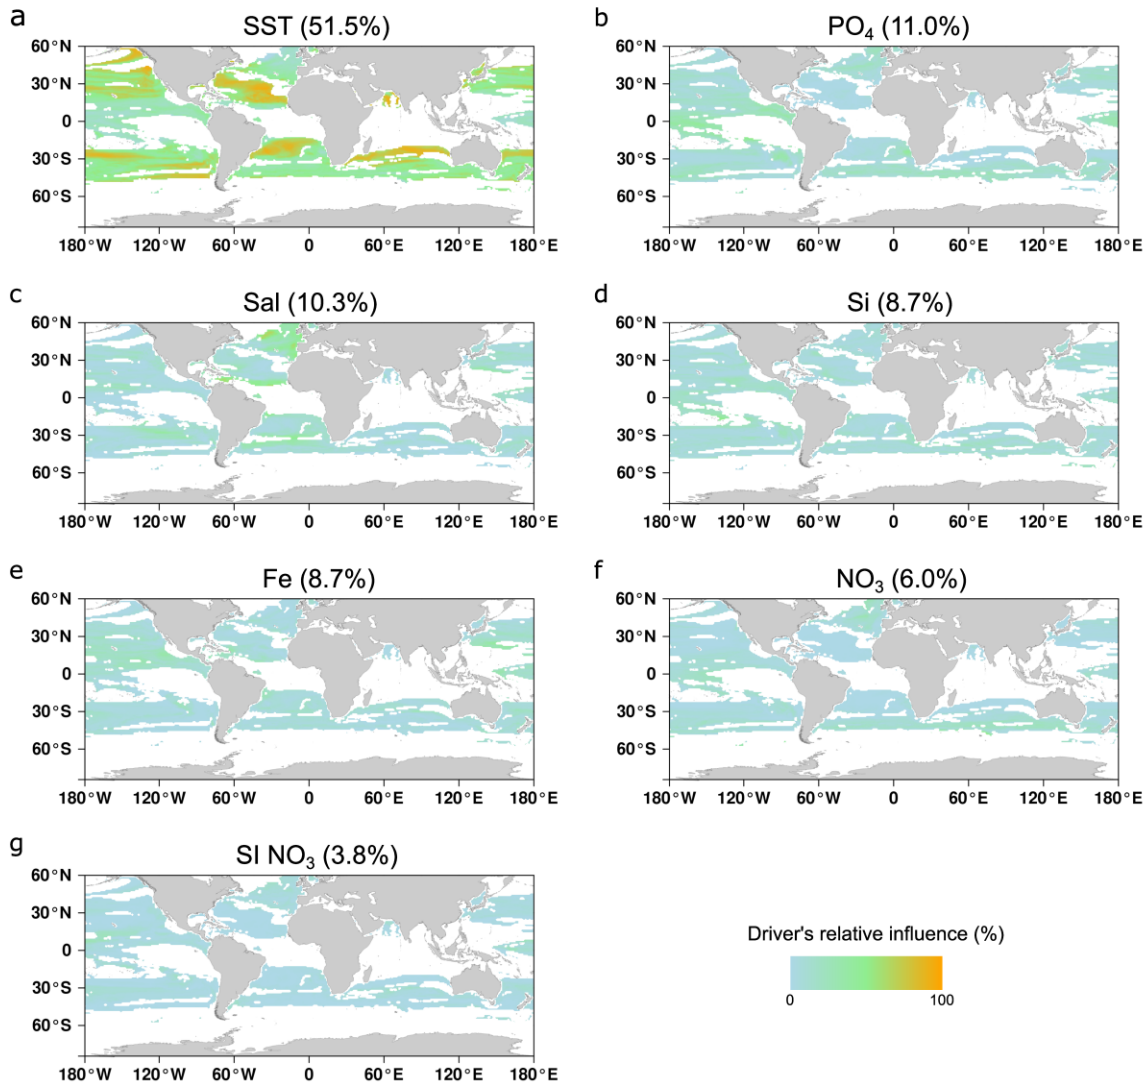 a
SST (51.5%)
60°N
30°N
0
30°S
60°S
180°W 120°W 60°W 0 60°E 120°E 180°E
b
PO₄ (11.0%)
60°N
30°N
0
30°S
60°S
180°W 120°W 60°W 0 60°E 120°E 180°E
c
Sal (10.3%)
60°N
30°N
0
30°S
60°S
180°W 120°W 60°W 0 60°E 120°E 180°E
d
Si (8.7%)
60°N
30°N
0
30°S
60°S
180°W 120°W 60°W 0 60°E 120°E 180°E
e
Fe (8.7%)
60°N
30°N
0
30°S
60°S
180°W 120°W 60°W 0 60°E 120°E 180°E
f
NO₃ (6.0%)
60°N
30°N
0
30°S
60°S
180°W 120°W 60°W 0 60°E 120°E 180°E
g
SI NO₃ (3.8%)
60°N
30°N
0
30°S
60°S
180°W 120°W 60°W 0 60°E 120°E 180°E
Driver's relative influence (%)
0 100